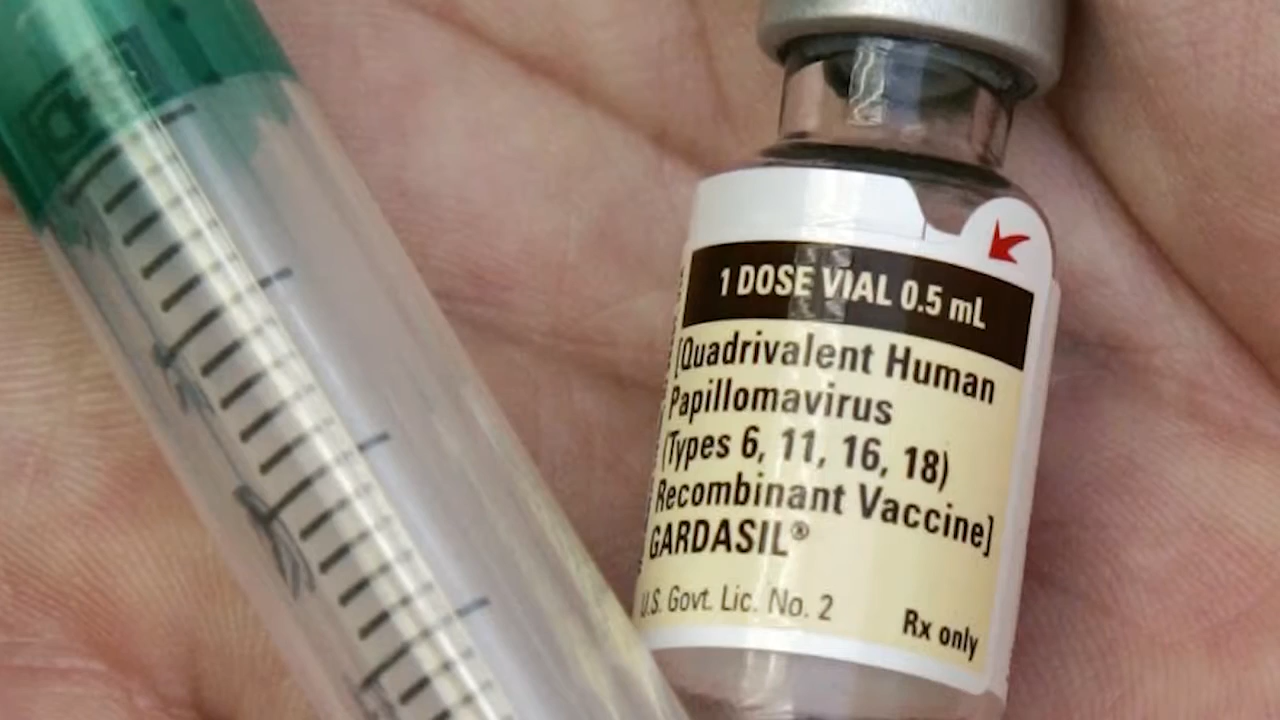 1 DOSE VIAL 0.5 mL
[Quadrivalent Human
Papillomavirus
(Types 6, 11, 16, 18)
Recombinant Vaccine]
GARDASIL®
U.S. Govt. Lic. No. 2
Rx only